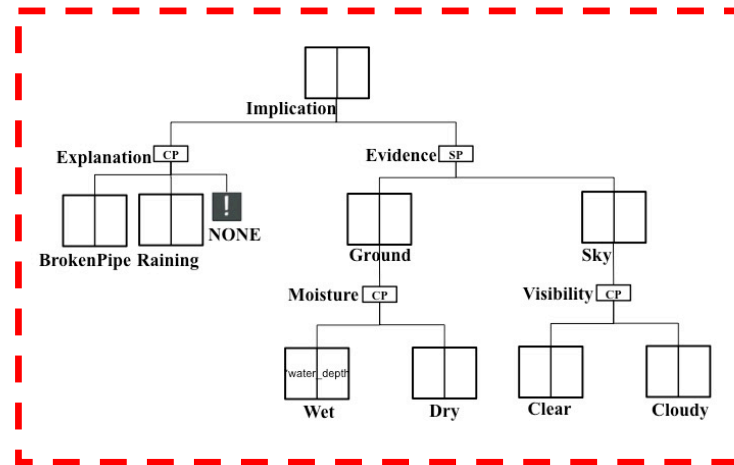 Implication
Explanation CP
Evidence SP
!
NONE
BrokenPipe Raining
Ground
Sky
Moisture CP
Visibility CP
"water_depth
Wet
Dry
Clear
Cloudy